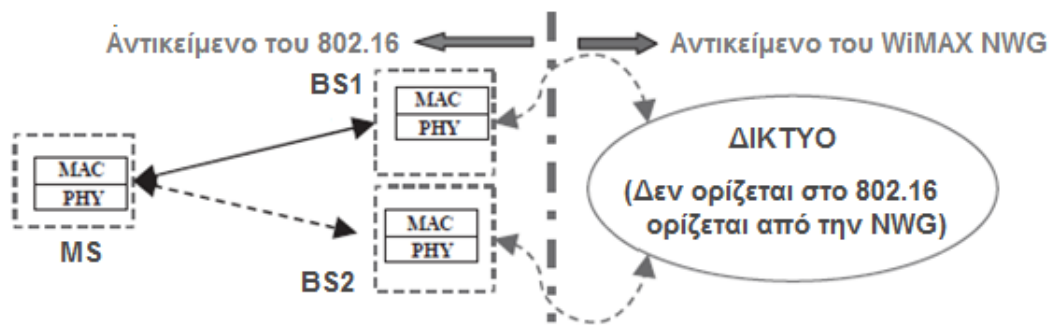 Αντικείμενο του 802.16
Αντικείμενο του WiMAX NWG
BS1
MAC
PHY
MAC
PHY
MS
BS2
MAC
PHY
ΔΙΚΤΥΟ
(Δεν ορίζεται στο 802.16
ορίζεται από την NWG)